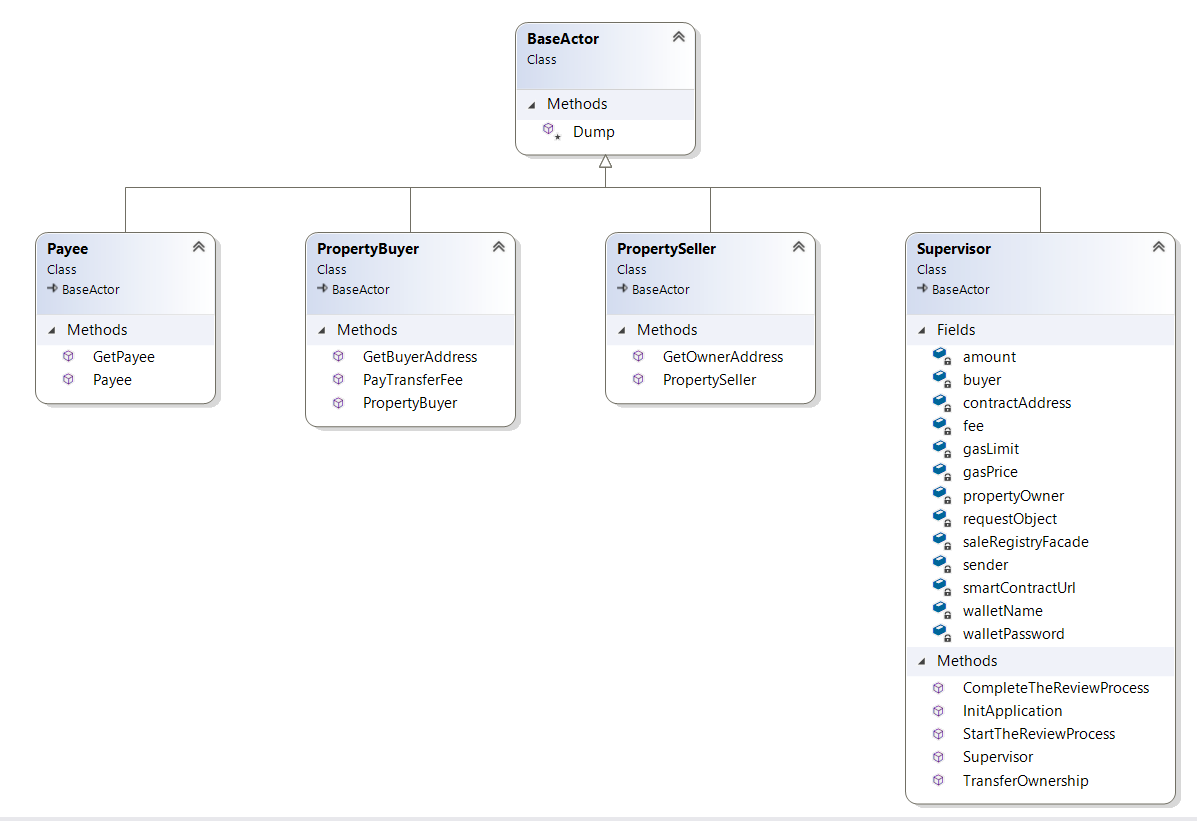 BaseActor
Class
Methods
Dump
Payee
Class
BaseActor
Methods
GetPayee
Payee
PropertyBuyer
Class
BaseActor
Methods
GetBuyerAddress
PayTransferFee
PropertyBuyer
PropertySeller
Class
BaseActor
Methods
GetOwnerAddress
PropertySeller
Supervisor
Class
BaseActor
Fields
amount
buyer
contractAddress
fee
gasLimit
gasPrice
propertyOwner
requestObject
saleRegistryFacade
sender
smartContractUrl
walletName
walletPassword
Methods
CompleteTheReviewProcess
InitApplication
StartTheReviewProcess
Supervisor
TransferOwnership